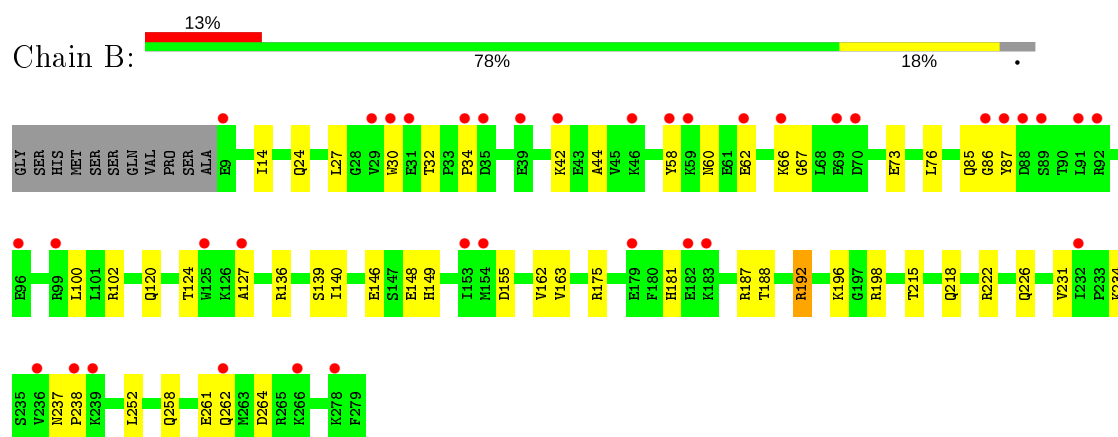 13%
Chain B:
78% 18% •
GLY SER HIS MET SER SER GLN VAL PRO SER ALA E9 I14 Q24 L27 G28 V29 W30 E31 T32 P33 P34 D35 E39 K42 E43 A44 V45 K46 Y58 K59 N60 E61 E62 K66 G67 L68 E69 D70 E73 L76 Q85 G86 Y87 D88 S89 T90 L91 R92
E96 R99 L100 L101 R102 Q120 T124 W125 K126 A127 R136 S139 I140 E146 S147 E148 H149 I153 M154 D155 V162 V163 R175 E179 F180 H181 E182 K183 R187 T188 R192 K196 G197 R198 T215 Q218 R222 Q226 V231 I232 P233 K234
S235 V236 N237 P238 K239 L252 Q258 E261 Q262 M263 D264 R265 K266 K278 F279